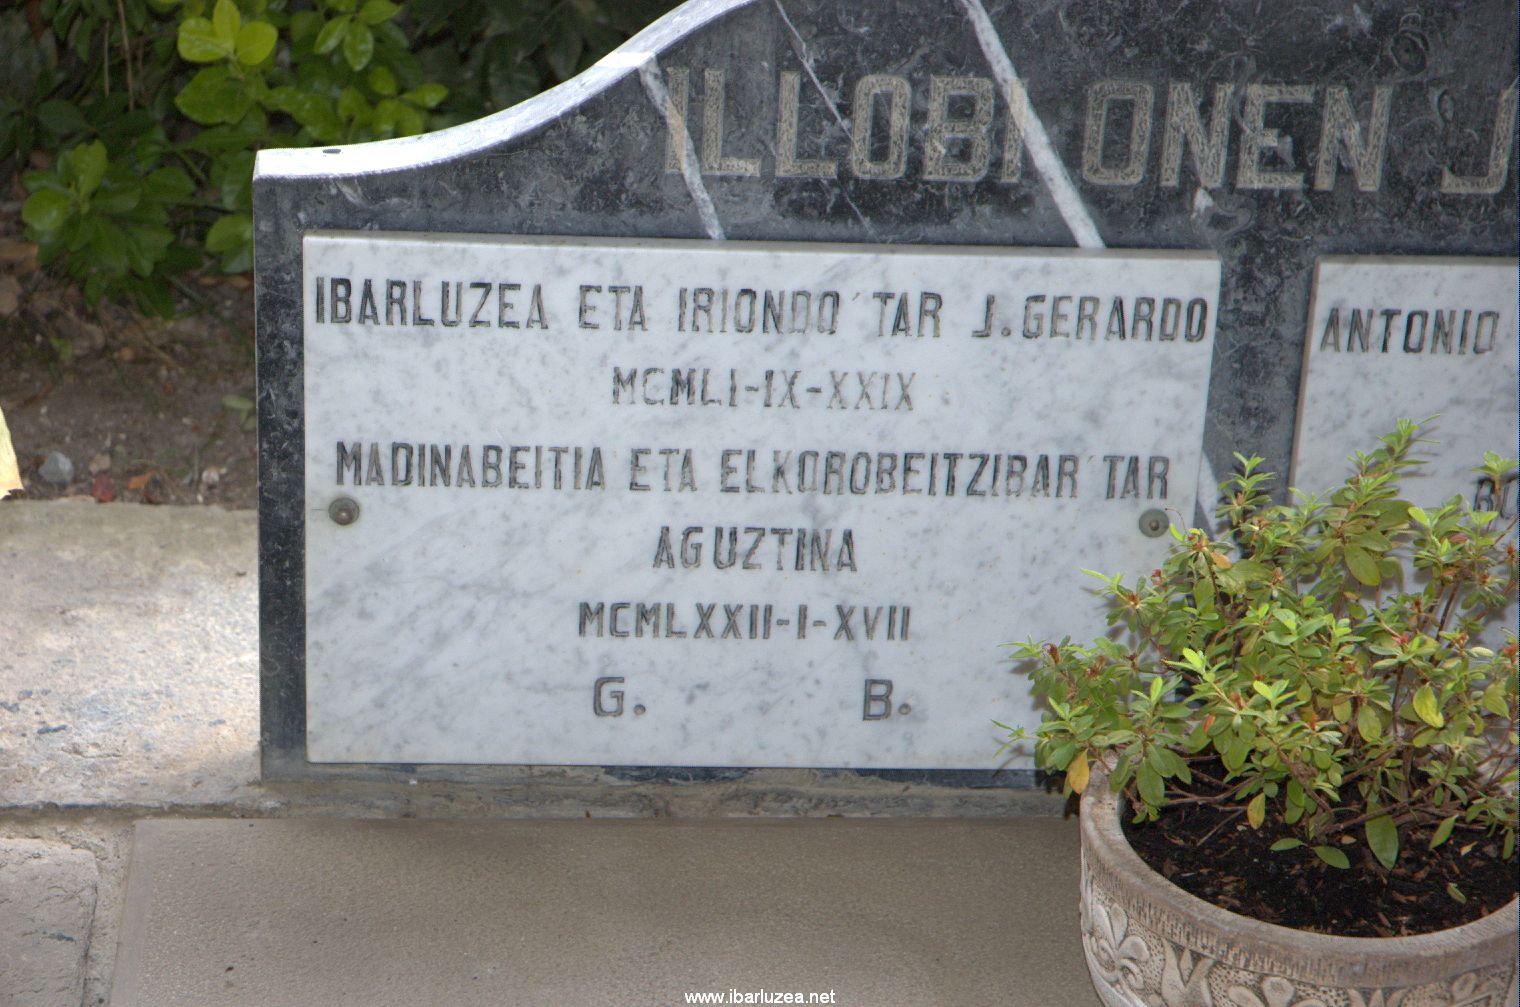 ILLOBI ONEN J
IBARLUZEA ETA IRIONDO´TAR J. GERARDO
MCMLI-IX-XXIX
MADINABEITIA ETA ELKOROBEITZIBAR´TAR
AGUZTINA
MCMLXXII-I-XVII
G. B.
ANTONIO
www.ibarluzea.net